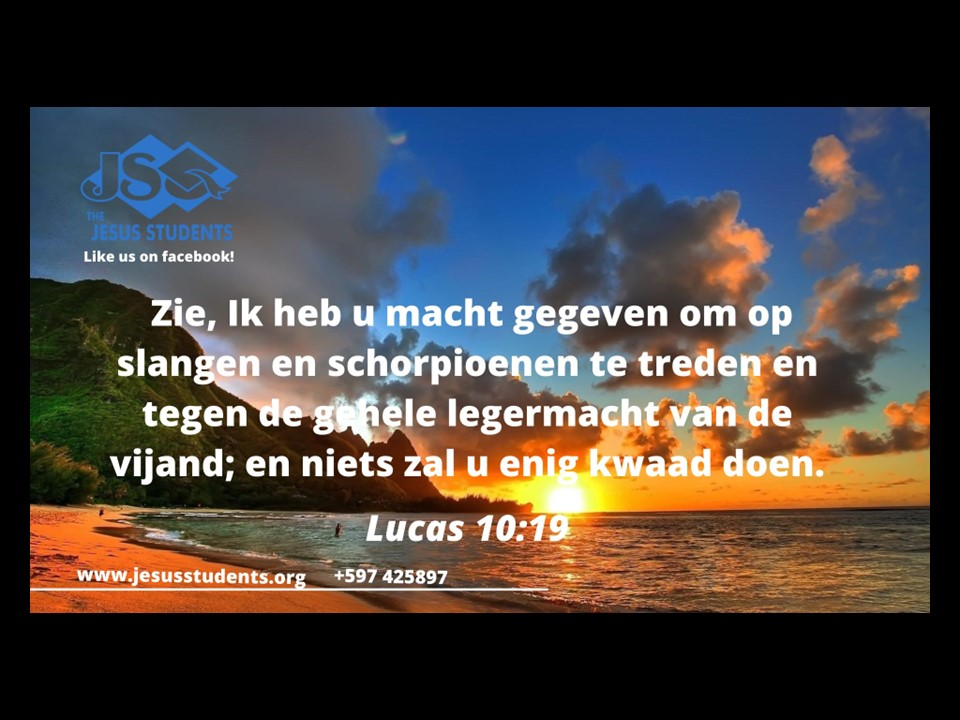 JS
THE
JESUS STUDENTS
Like us on facebook!
Zie, Ik heb u macht gegeven om op
slangen en schorpioenen te treden en
tegen de gehele legermacht van de
vijand; en niets zal u enig kwaad doen.
Lucas 10:19
www.jesusstudents.org +597 425897